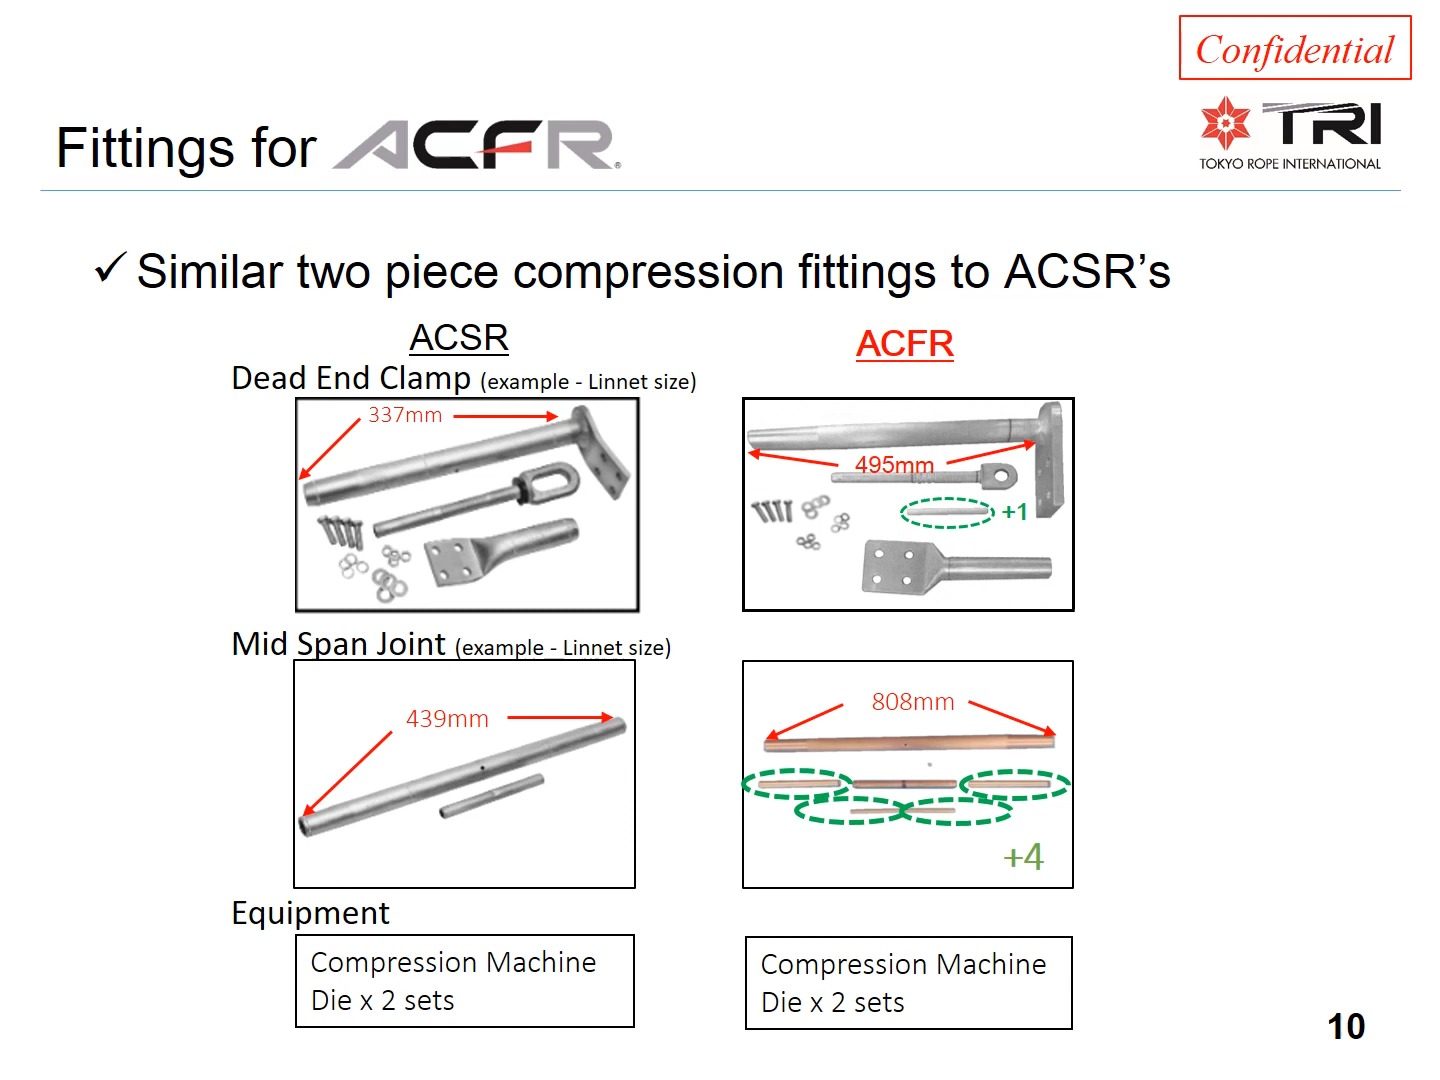 Confidential
Fittings for ACFR®
TRI
TOKYO ROPE INTERNATIONAL
✓ Similar two piece compression fittings to ACSR’s
ACSR
ACFR
Dead End Clamp (example - Linnet size)
337mm
495mm
+1
Mid Span Joint (example - Linnet size)
439mm
808mm
+4
Equipment
Compression Machine
Die x 2 sets
Compression Machine
Die x 2 sets
10